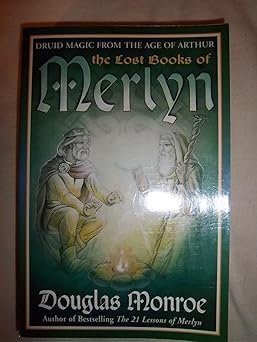 DRUID MAGIC FROM THE AGE OF ARTHUR
the Lost Books of
Merlyn
Douglas Monroe
Author of Bestselling The 21 Lessons of Merlyn